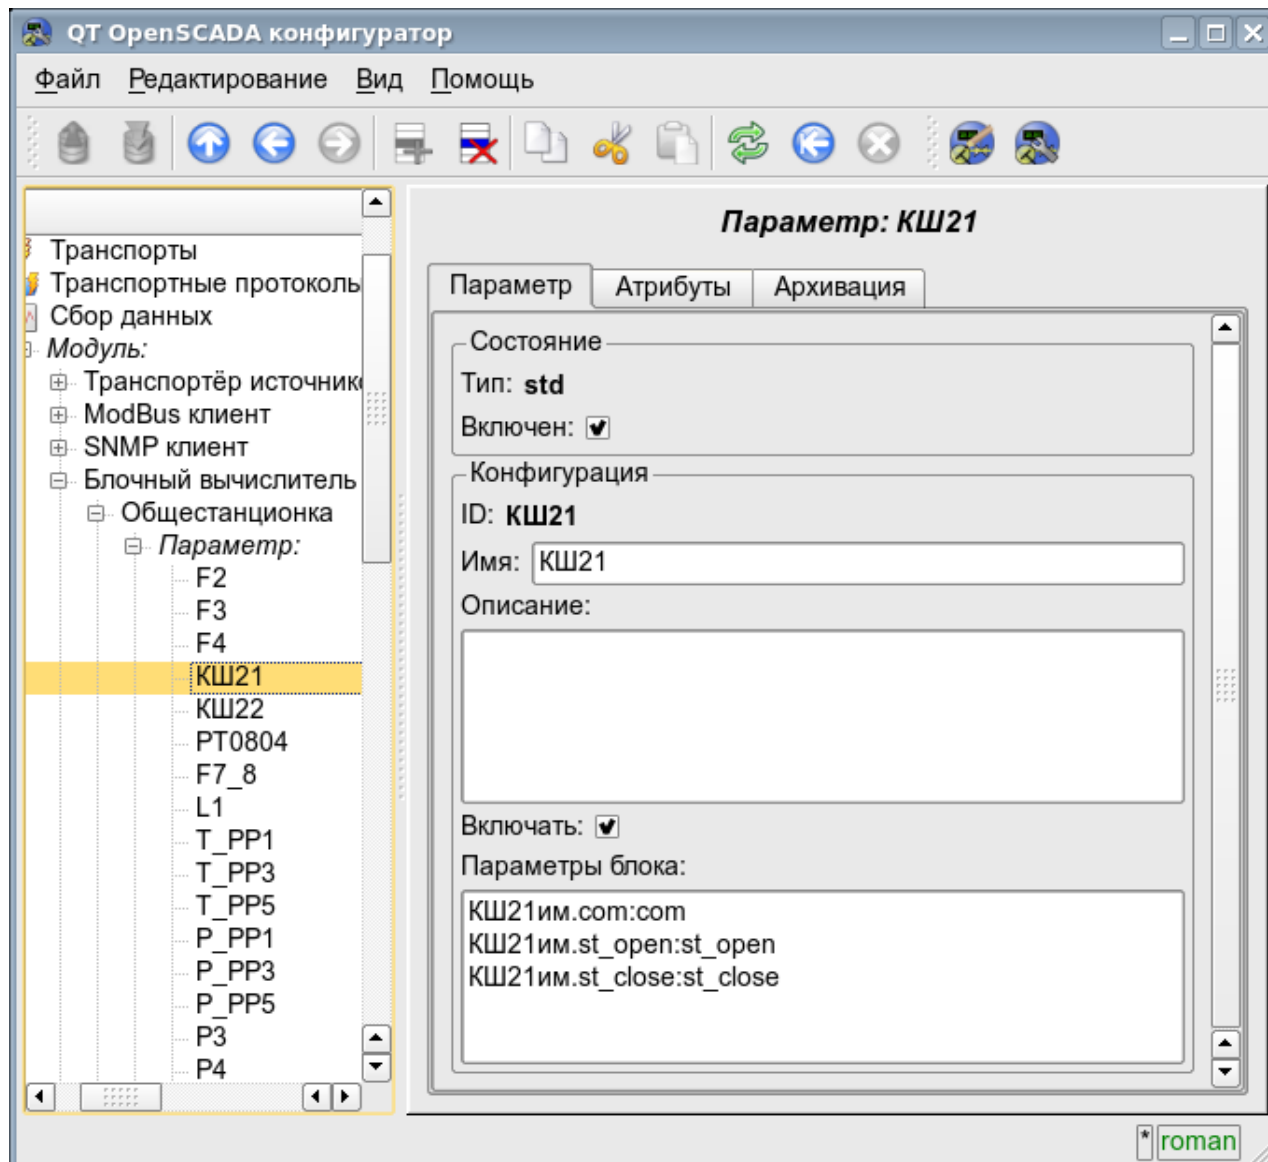 QT OpenSCADA конфигуратор
Файл Редактирование Вид Помощь
Транспорты
Транспортные протоколы
Сбор данных
Модуль:
Транспортёр источник
ModBus клиент
SNMP клиент
Блочный вычислитель
Общестанционка
Параметр:
F2
F3
F4
КШ21
КШ22
PT0804
F7_8
L1
T_PP1
T_PP3
T_PP5
P_PP1
P_PP3
P_PP5
P3
P4
Параметр: КШ21
Параметр Атрибуты Архивация
Состояние
Тип: std
Включен:
Конфигурация
ID: КШ21
Имя: КШ21
Описание:
Включать:
Параметры блока:
КШ21им.com:com
КШ21им.st_open:st_open
КШ21им.st_close:st_close
* roman